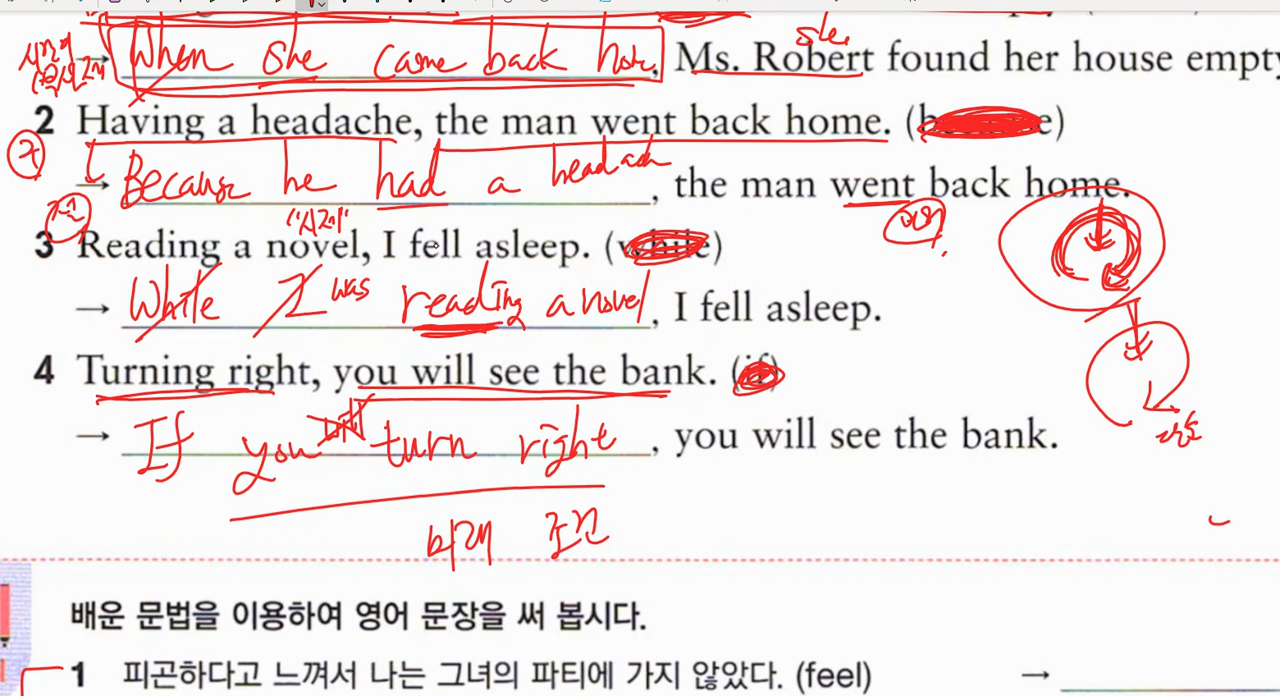 → When she came back home, Ms. Robert found her house empty
she
2 Having a headache, the man went back home. (
→ Because he had a headach, the man went back home.
"시간"
3 Reading a novel, I fell asleep. (while)
→ While I was reading a novel, I fell asleep.
4 Turning right, you will see the bank. (if)
→ If you will turn right, you will see the bank.
미래 조건
배운 문법을 이용하여 영어 문장을 써 봅시다.
1 피곤하다고 느껴서 나는 그녀의 파티에 가지 않았다. (feel) →